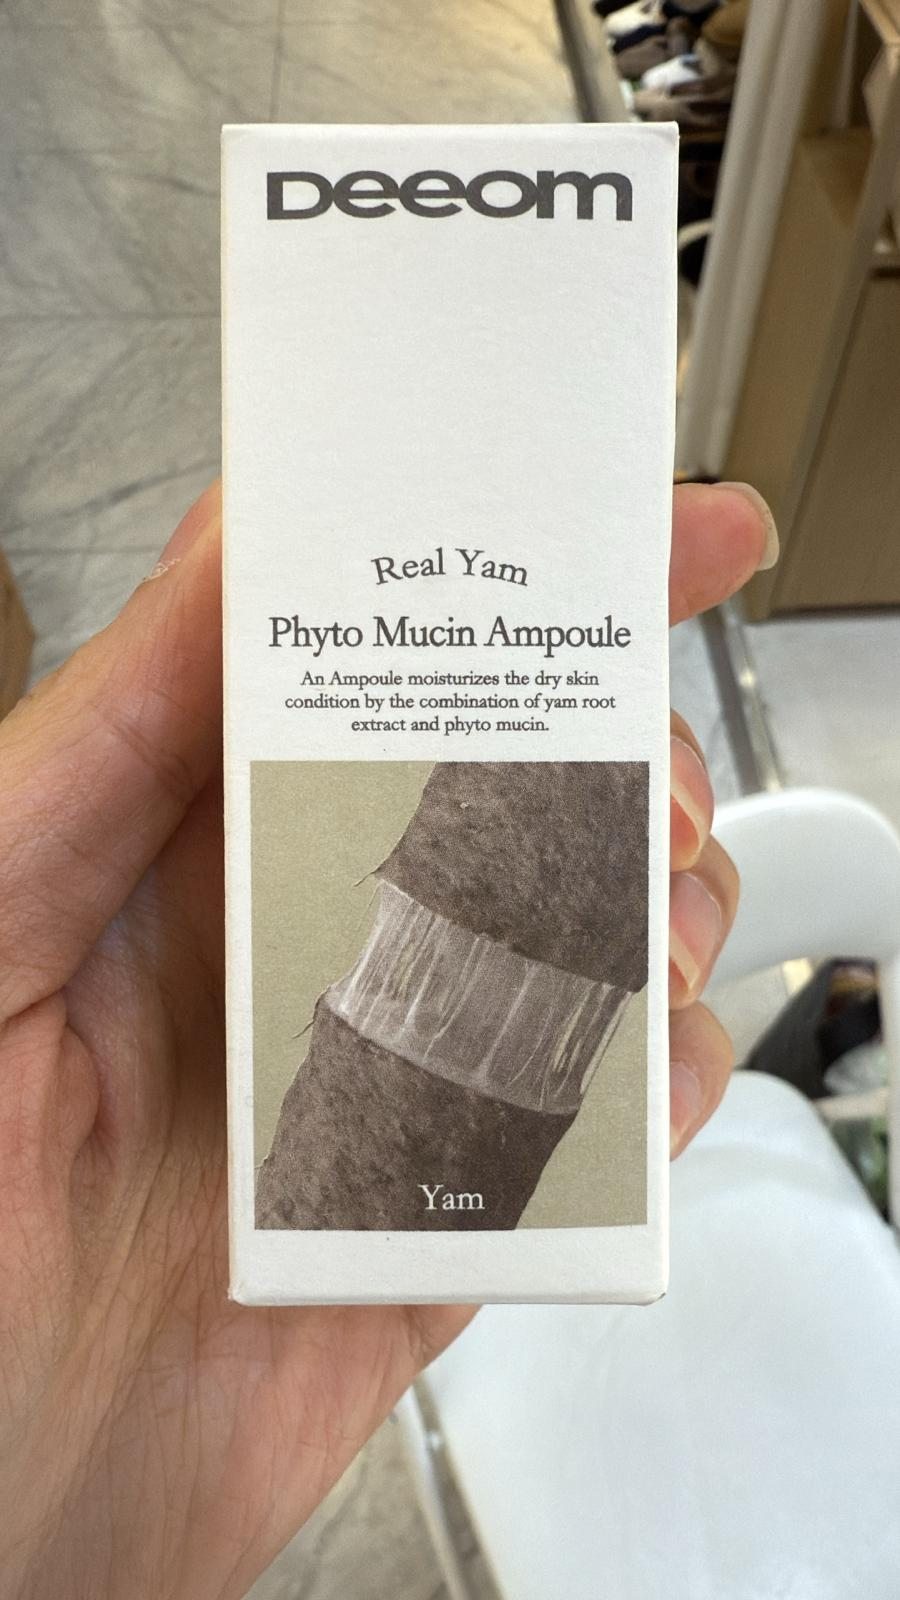 Deeom
Real Yam
Phyto Mucin Ampoule
An Ampoule moisturizes the dry skin
condition by the combination of yam root
extract and phyto mucin.
Yam